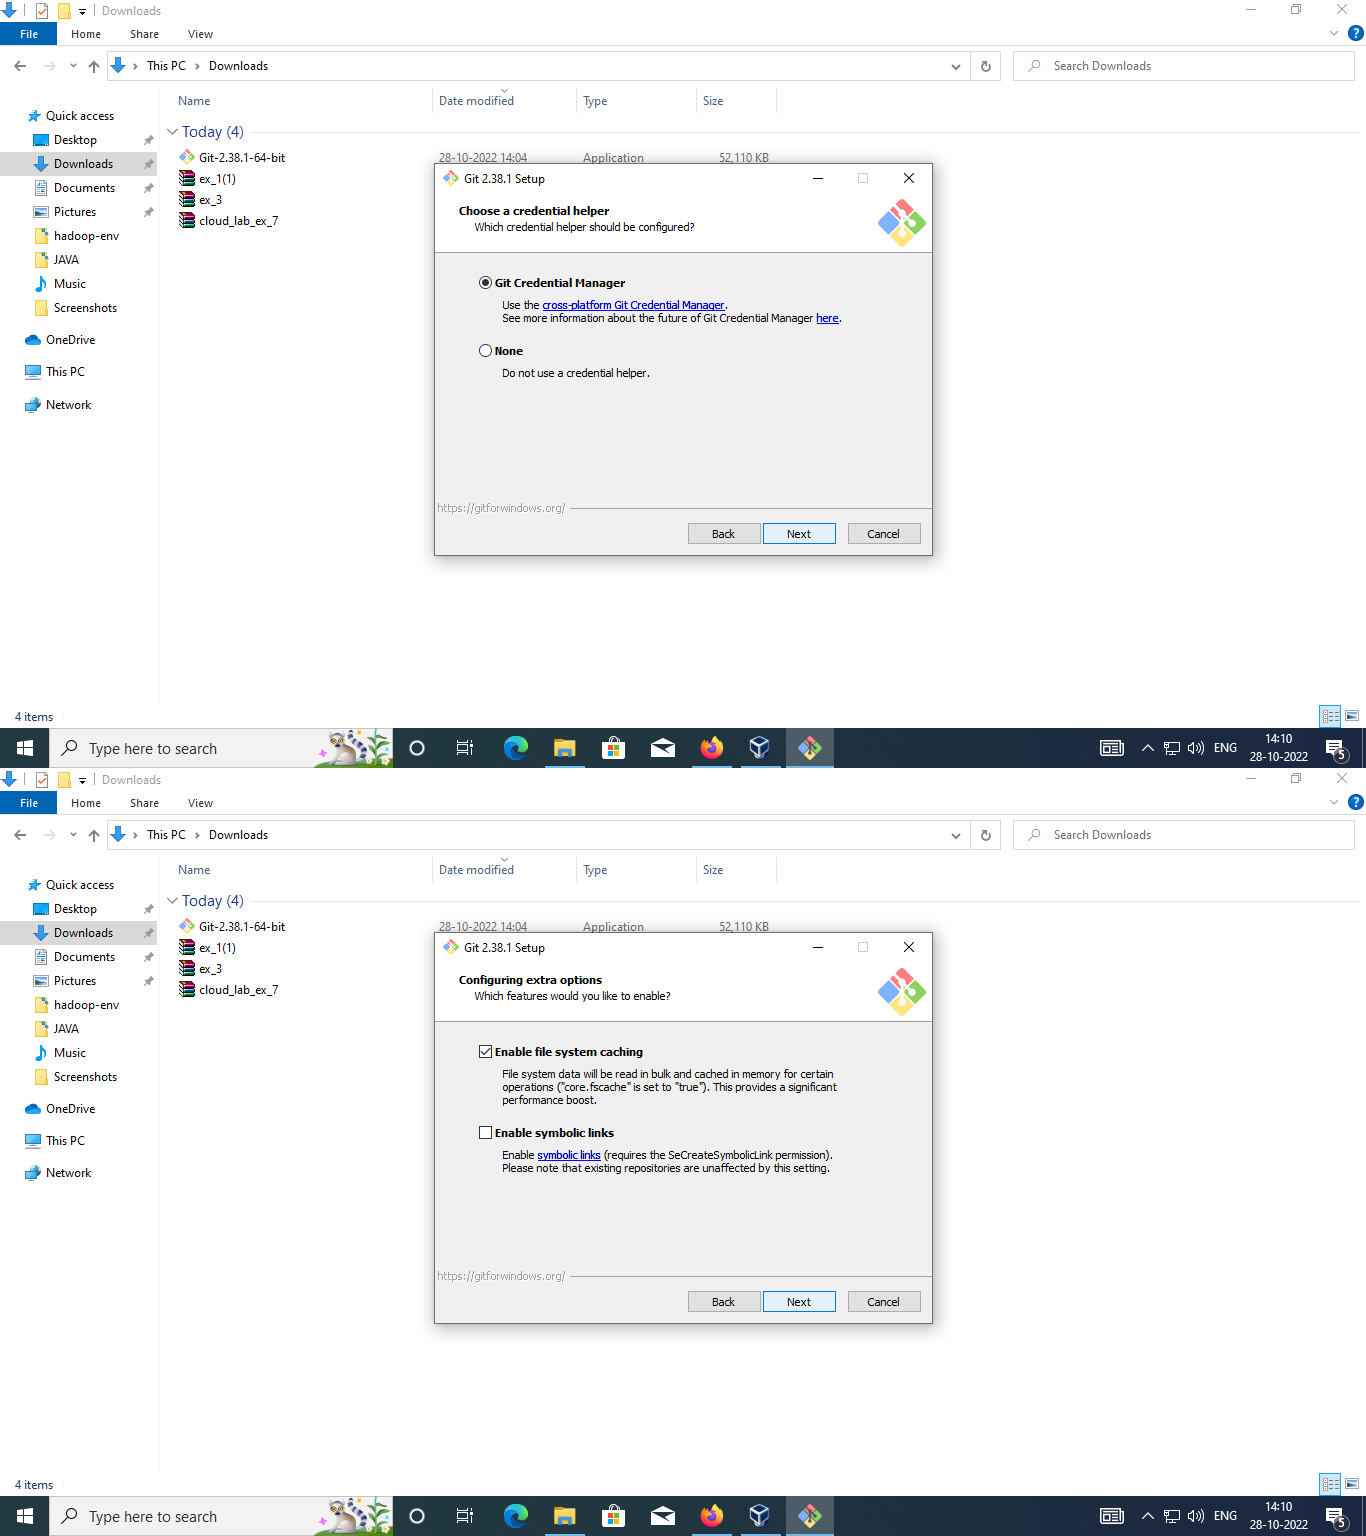 Downloads
File Home Share View
This PC › Downloads
Search Downloads
Name Date modified Type Size
Quick access
Desktop
Downloads
Documents
Pictures
hadoop-env
JAVA
Music
Screenshots
OneDrive
This PC
Network
Today (4)
Git-2.38.1-64-bit 28-10-2022 14:04 Application 52,110 KB
ex_1(1)
ex_3
cloud_lab_ex_7
Git 2.38.1 Setup
Choose a credential helper
Which credential helper should be configured?
Git Credential Manager
Use the cross-platform Git Credential Manager.
See more information about the future of Git Credential Manager here.
None
Do not use a credential helper.
https://gitforwindows.org/
Back Next Cancel
4 items
Type here to search
ENG
14:10
28-10-2022
5
Downloads
File Home Share View
This PC › Downloads
Search Downloads
Name Date modified Type Size
Quick access
Desktop
Downloads
Documents
Pictures
hadoop-env
JAVA
Music
Screenshots
OneDrive
This PC
Network
Today (4)
Git-2.38.1-64-bit 28-10-2022 14:04 Application 52,110 KB
ex_1(1)
ex_3
cloud_lab_ex_7
Git 2.38.1 Setup
Configuring extra options
Which features would you like to enable?
Enable file system caching
File system data will be read in bulk and cached in memory for certain
operations ("core.fscache" is set to "true"). This provides a significant
performance boost.
Enable symbolic links
Enable symbolic links (requires the SeCreateSymbolicLink permission).
Please note that existing repositories are unaffected by this setting.
https://gitforwindows.org/
Back Next Cancel
4 items
Type here to search
ENG
14:10
28-10-2022
5